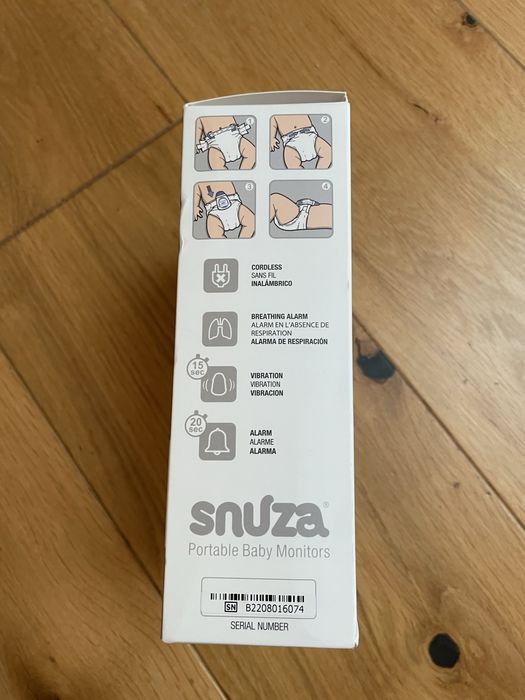 1
2
3
4
CORDLESS
SANS FIL
INALÁMBRICO
BREATHING ALARM
ALARM EN L'ABSENCE DE
RESPIRATION
ALARMA DE RESPIRACIÓN
15
sec
VIBRATION
VIBRATION
VIBRACION
20
sec
ALARM
ALARME
ALARMA
snuza®
Portable Baby Monitors
SN B2208016074
SERIAL NUMBER